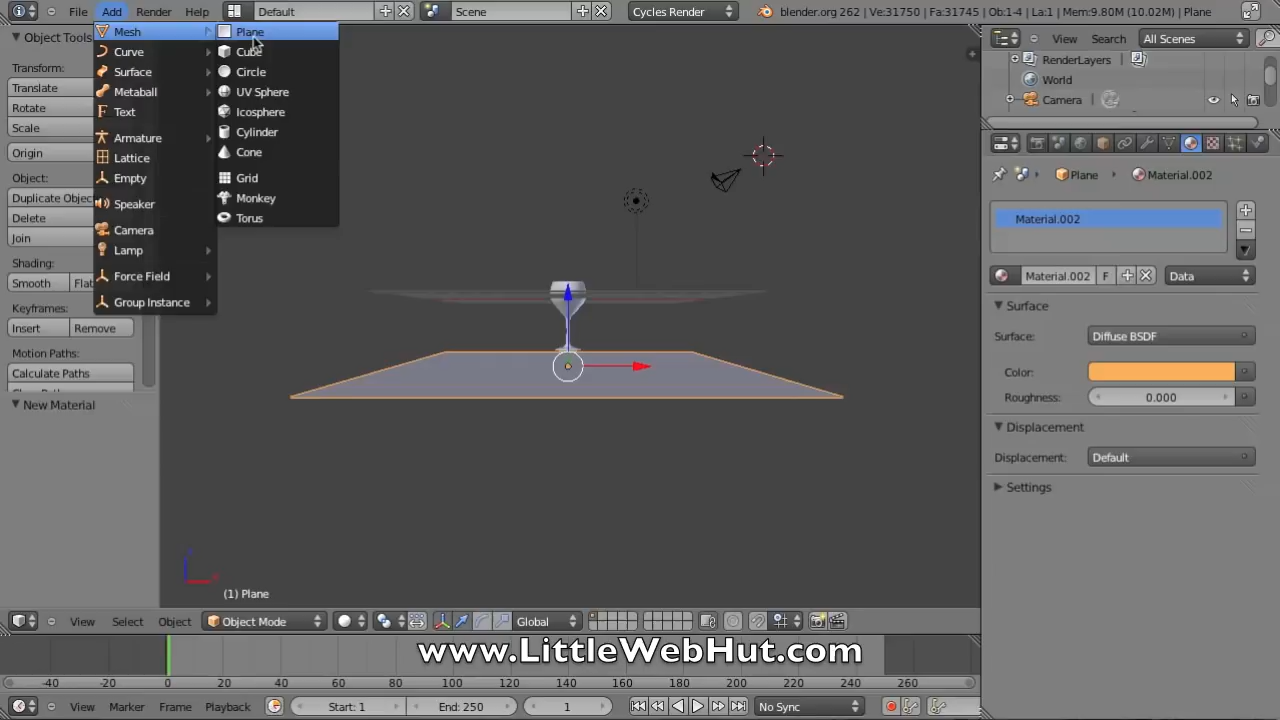 File Add Render Help Default Scene Cycles Render blender.org 262 | Ve:31750 | Fa:31745 | Ob:1-4 | La:1 | Mem:9.80M (10.02M) | Plane
Object Tools
Transform:
Translate
Rotate
Scale
Origin
Object:
Delete
Join
Shading:
Smooth
Keyframes:
Insert Remove
Motion Paths:
Calculate Paths
New Material
Mesh
Curve
Surface
Metaball
Text
Armature
Lattice
Empty
Speaker
Camera
Lamp
Force Field
Group Instance
Plane
Cube
Circle
UV Sphere
Icosphere
Cylinder
Cone
Grid
Monkey
Torus
(1) Plane
View Search All Scenes
RenderLayers
World
Camera
Plane Material.002
Material.002
Material.002 F Data
Surface
Surface: Diffuse BSDF
Color:
Roughness: 0.000
Displacement
Displacement: Default
Settings
View Select Object Object Mode Global
www.LittleWebHut.com
-40 -20 0 20 40 60 80 100 120 140 160 180 200 220 240 260
View Marker Frame Playback Start: 1 End: 250 1 No Sync